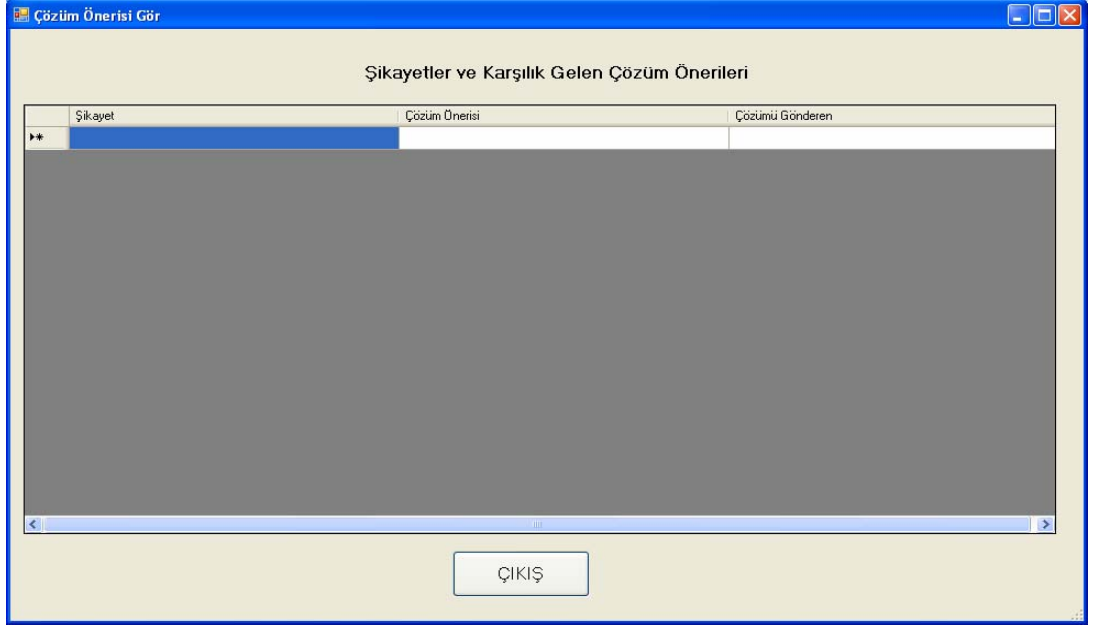 Çözüm Önerisi Gör
Şikayetler ve Karşılık Gelen Çözüm Önerileri
Şikayet Çözüm Önerisi Çözümü Gönderen
ÇIKIŞ